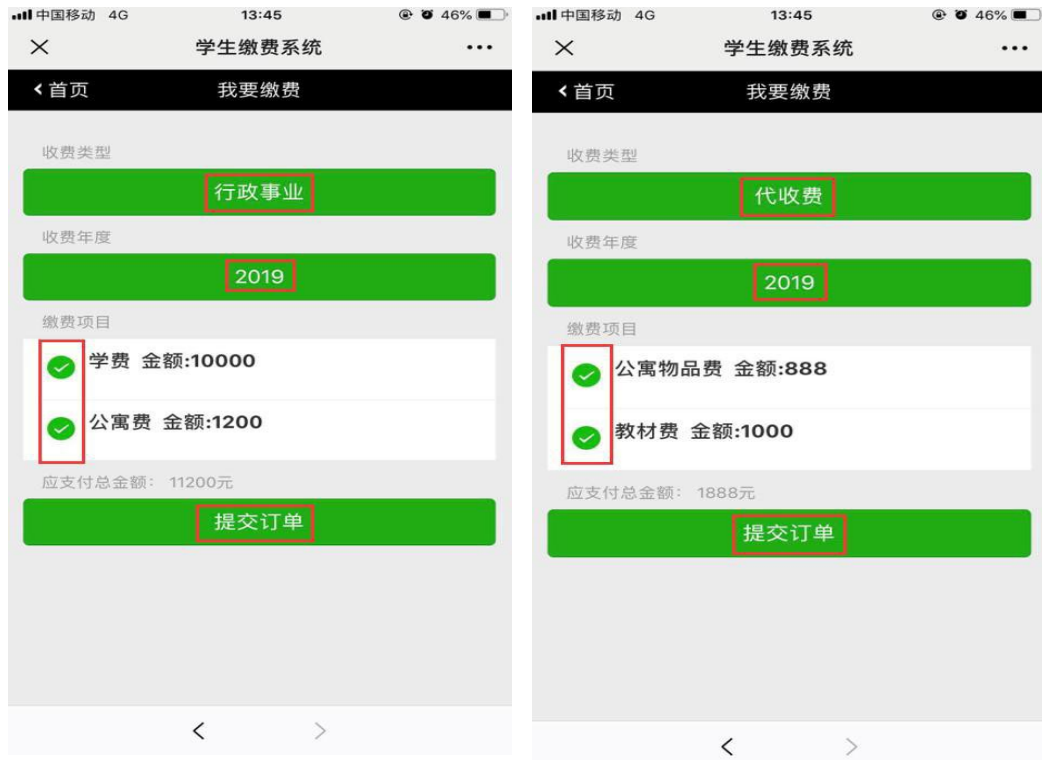 中国移动 4G 13:45 46%
学生缴费系统
首页 我要缴费
收费类型
行政事业
收费年度
2019
缴费项目
学费 金额:10000
公寓费 金额:1200
应支付总金额： 11200元
提交订单
中国移动 4G 13:45 46%
学生缴费系统
首页 我要缴费
收费类型
代收费
收费年度
2019
缴费项目
公寓物品费 金额:888
教材费 金额:1000
应支付总金额： 1888元
提交订单